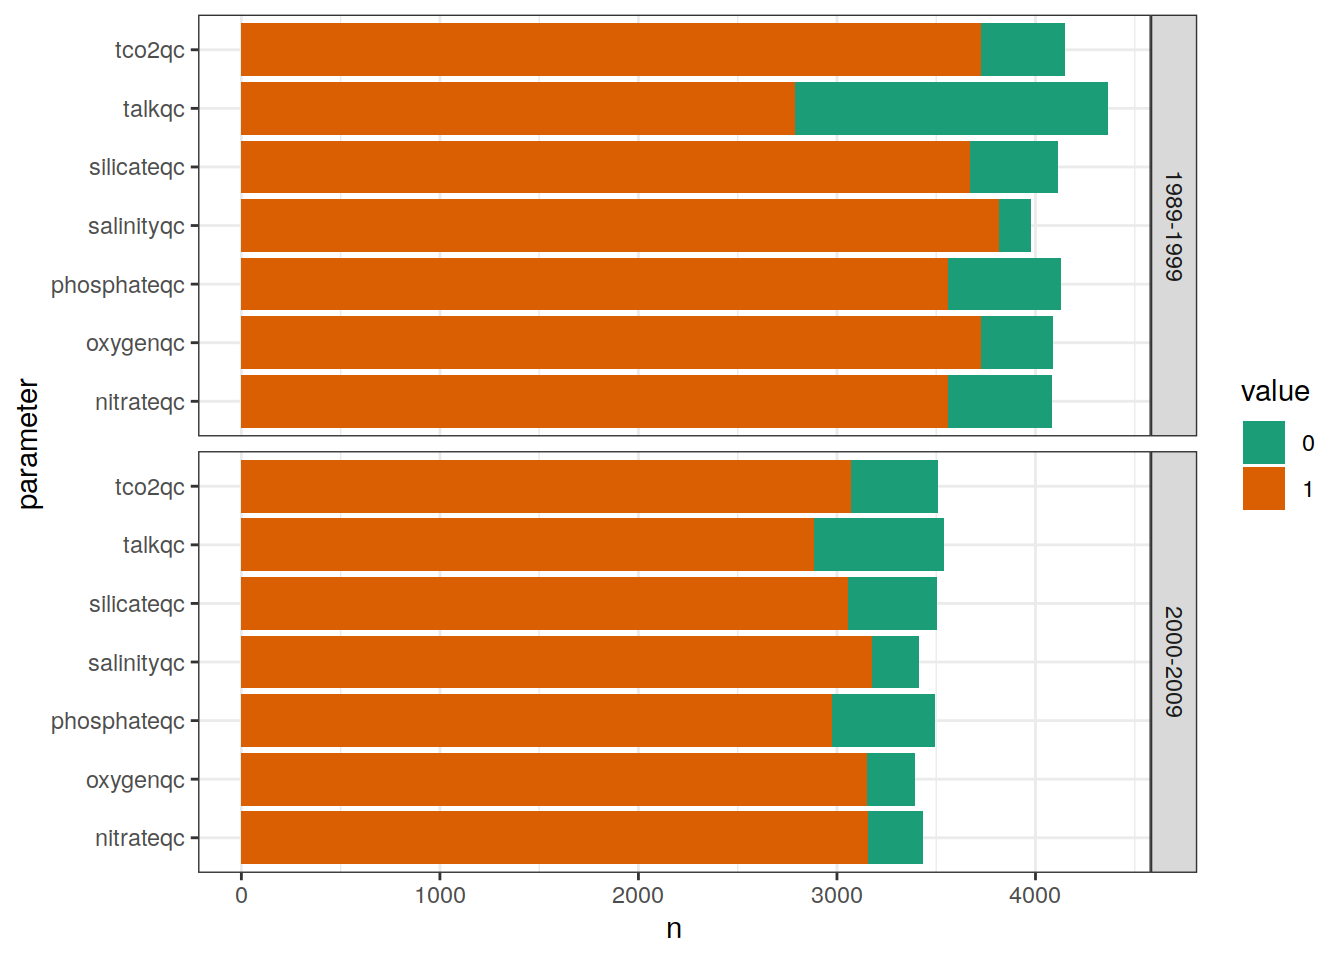 tco2qc
talkqc
silicateqc
salinityqc
phosphateqc
oxygenqc
nitrateqc
1989-1999
tco2qc
talkqc
silicateqc
salinityqc
phosphateqc
oxygenqc
nitrateqc
2000-2009
0 1000 2000 3000 4000
n
parameter
value
0
1